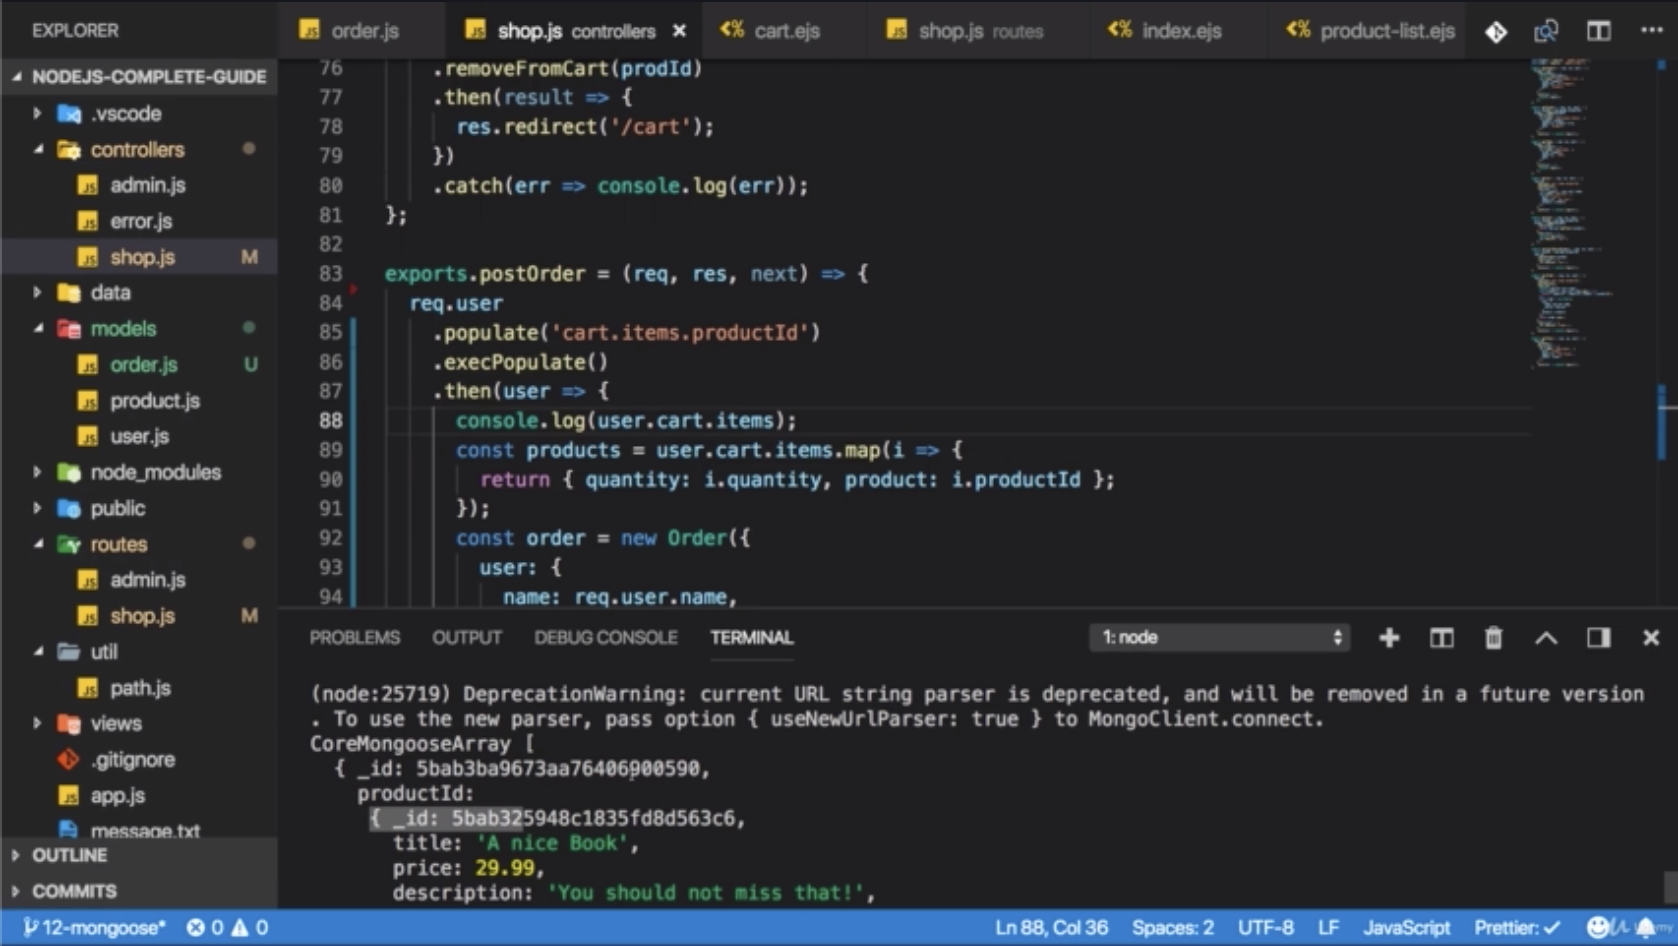 EXPLORER
order.js
shop.js controllers ×
cart.ejs
shop.js routes
index.ejs
product-list.ejs
NODEJS-COMPLETE-GUIDE
.vscode
controllers
admin.js
error.js
shop.js M
data
models
order.js U
product.js
user.js
node_modules
public
routes
admin.js
shop.js M
util
path.js
views
.gitignore
app.js
message.txt
OUTLINE
COMMITS
76 .removeFromCart(prodId)
77 .then(result => {
78 res.redirect('/cart');
79 })
80 .catch(err => console.log(err));
81 };
82
83 exports.postOrder = (req, res, next) => {
84 req.user
85 .populate('cart.items.productId')
86 .execPopulate()
87 .then(user => {
88 console.log(user.cart.items);
89 const products = user.cart.items.map(i => {
90 return { quantity: i.quantity, product: i.productId };
91 });
92 const order = new Order({
93 user: {
94 name: req.user.name,
PROBLEMS OUTPUT DEBUG CONSOLE TERMINAL 1: node
(node:25719) DeprecationWarning: current URL string parser is deprecated, and will be removed in a future version
. To use the new parser, pass option { useNewUrlParser: true } to MongoClient.connect.
CoreMongooseArray [
{ _id: 5bab3ba9673aa76406900590,
productId:
{ _id: 5bab325948c1835fd8d563c6,
title: 'A nice Book',
price: 29.99,
description: 'You should not miss that!',
12-mongoose* 0 0 Ln 88, Col 36 Spaces: 2 UTF-8 LF JavaScript Prettier: ✓